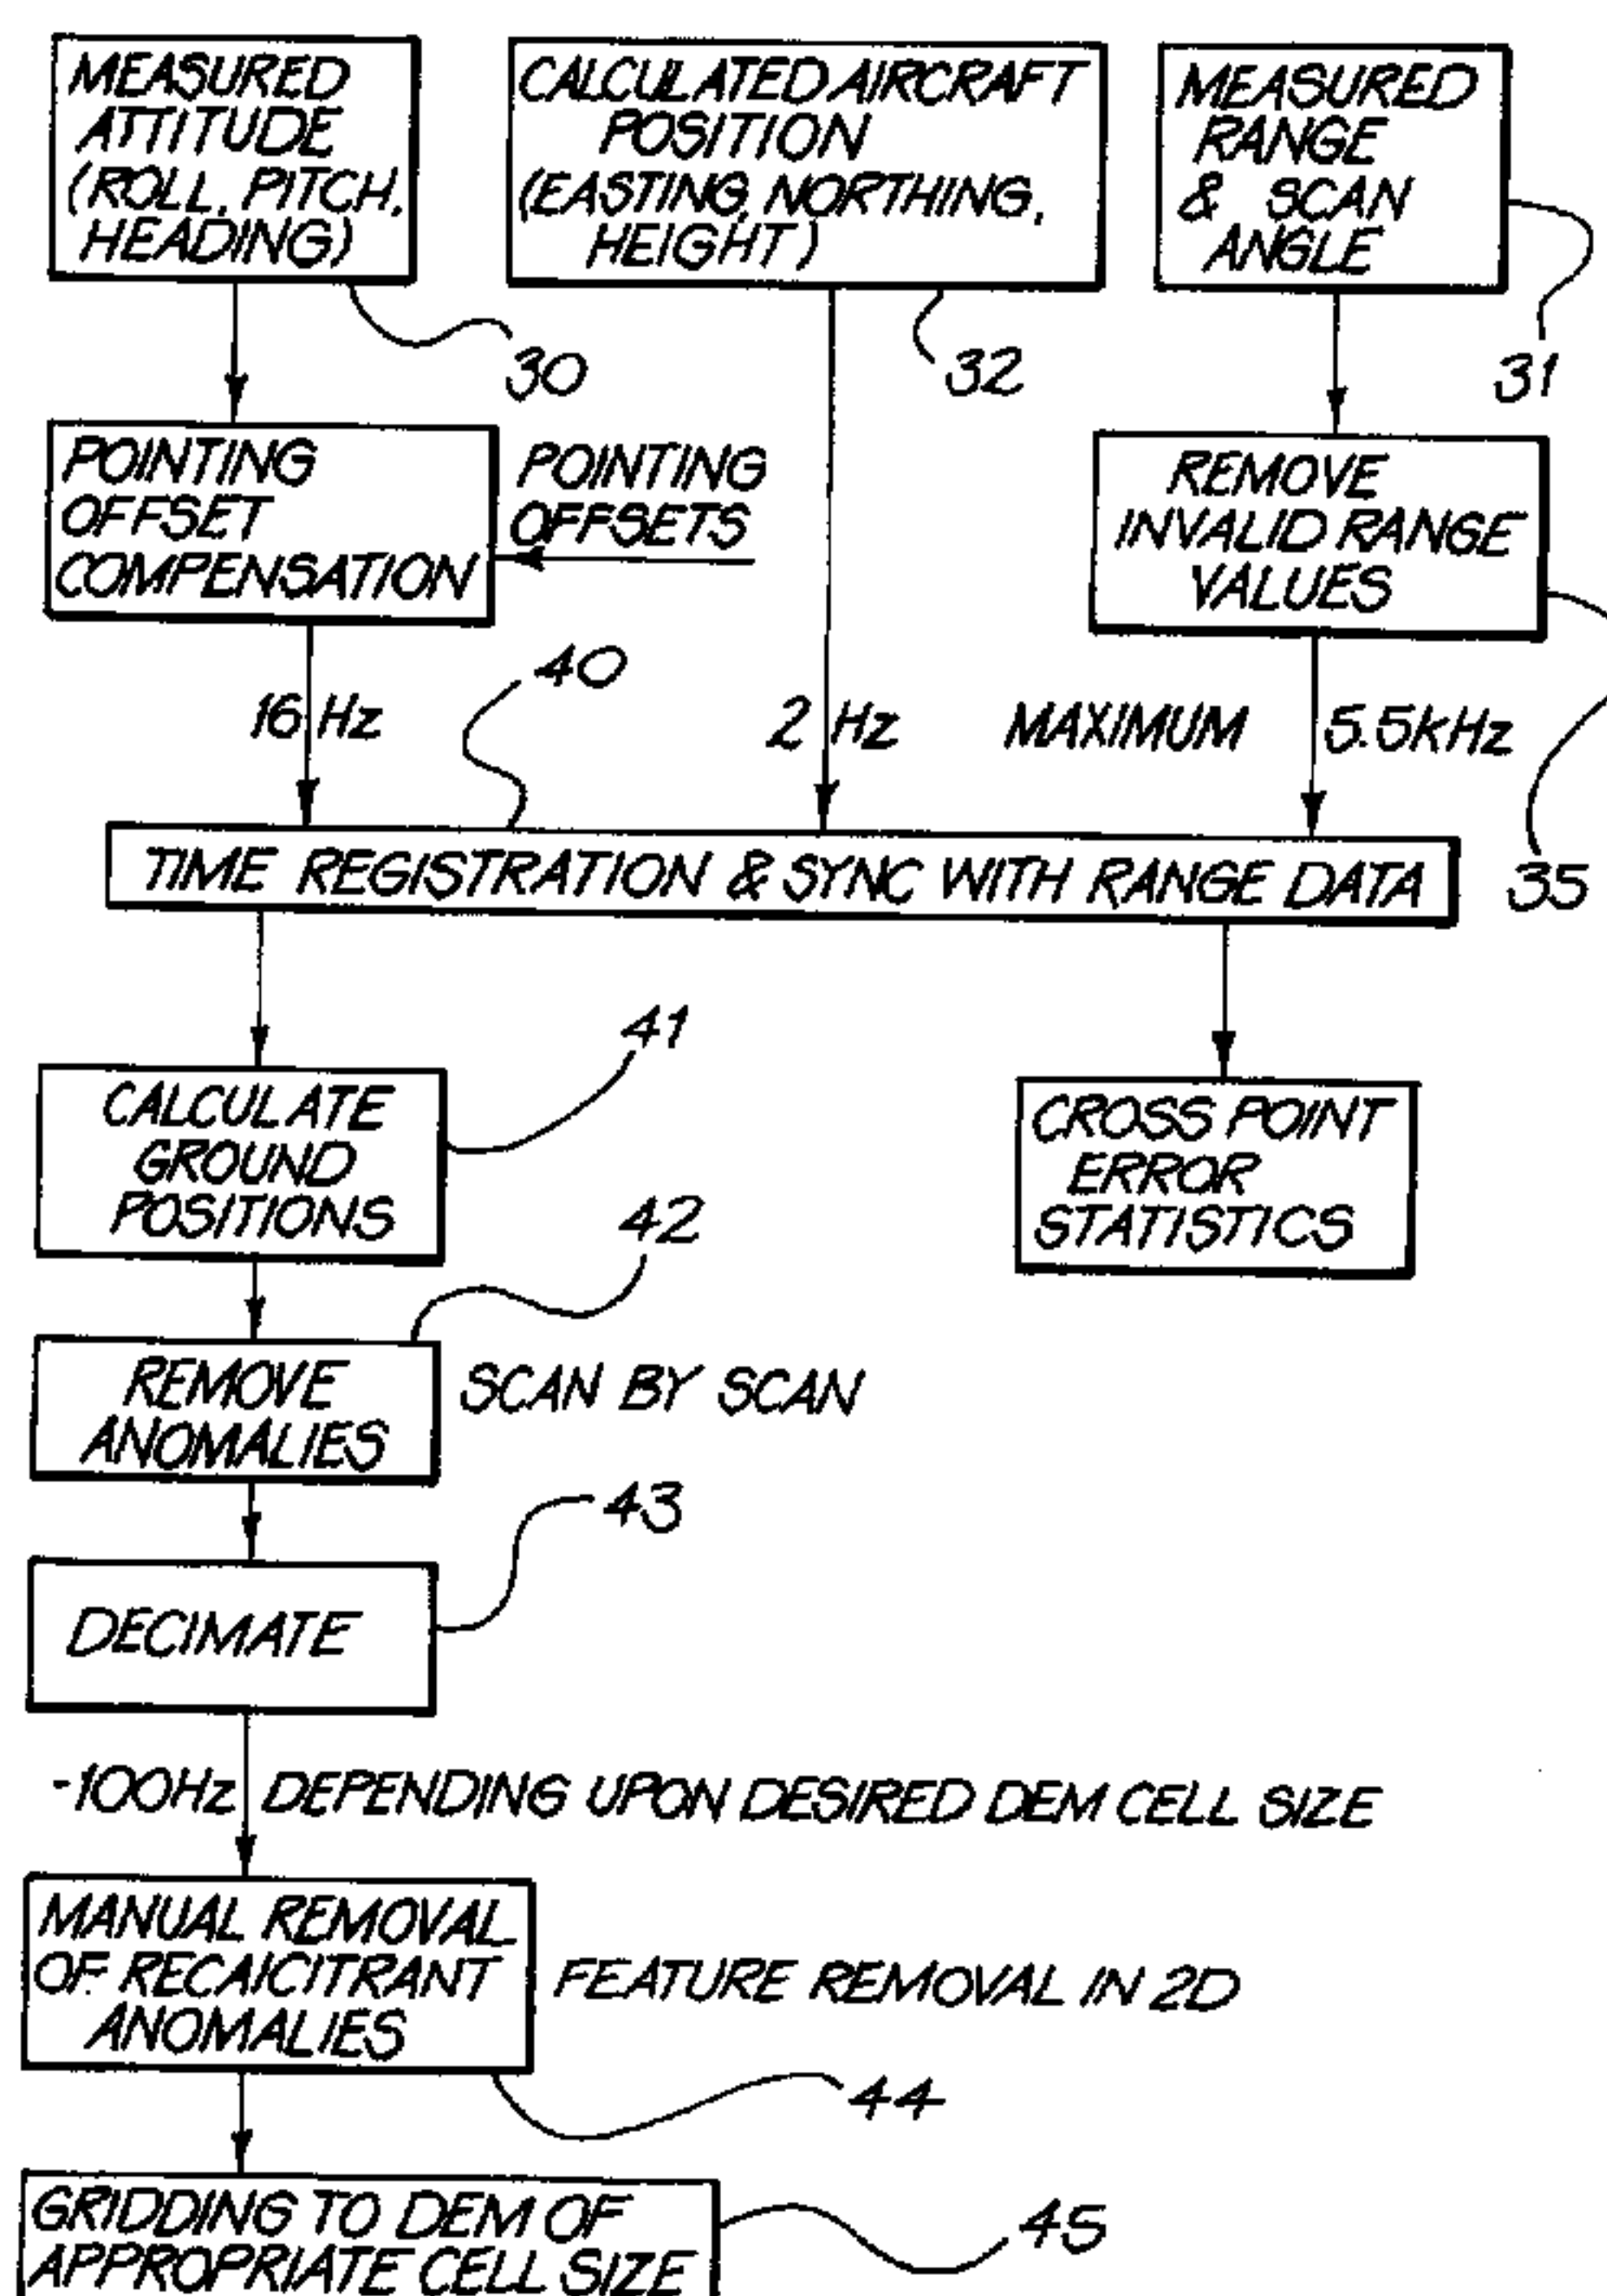 MEASURED
ATTITUDE
(ROLL, PITCH,
HEADING)
CALCULATED AIRCRAFT
POSITION
(EASTING, NORTHING,
HEIGHT)
MEASURED
RANGE
& SCAN
ANGLE
30
32
31
POINTING
OFFSET
COMPENSATION
POINTING
OFFSETS
REMOVE
INVALID RANGE
VALUES
40
16 Hz
2 Hz
MAXIMUM 5.5kHz
TIME REGISTRATION & SYNC WITH RANGE DATA
35
41
CALCULATE
GROUND
POSITIONS
CROSS POINT
ERROR
STATISTICS
42
REMOVE
ANOMALIES
SCAN BY SCAN
43
DECIMATE
-100Hz DEPENDING UPON DESIRED DEM CELL SIZE
MANUAL REMOVAL
OF RECAICITRANT
ANOMALIES
FEATURE REMOVAL IN 2D
44
GRIDDING TO DEM OF
APPROPRIATE CELL SIZE
45